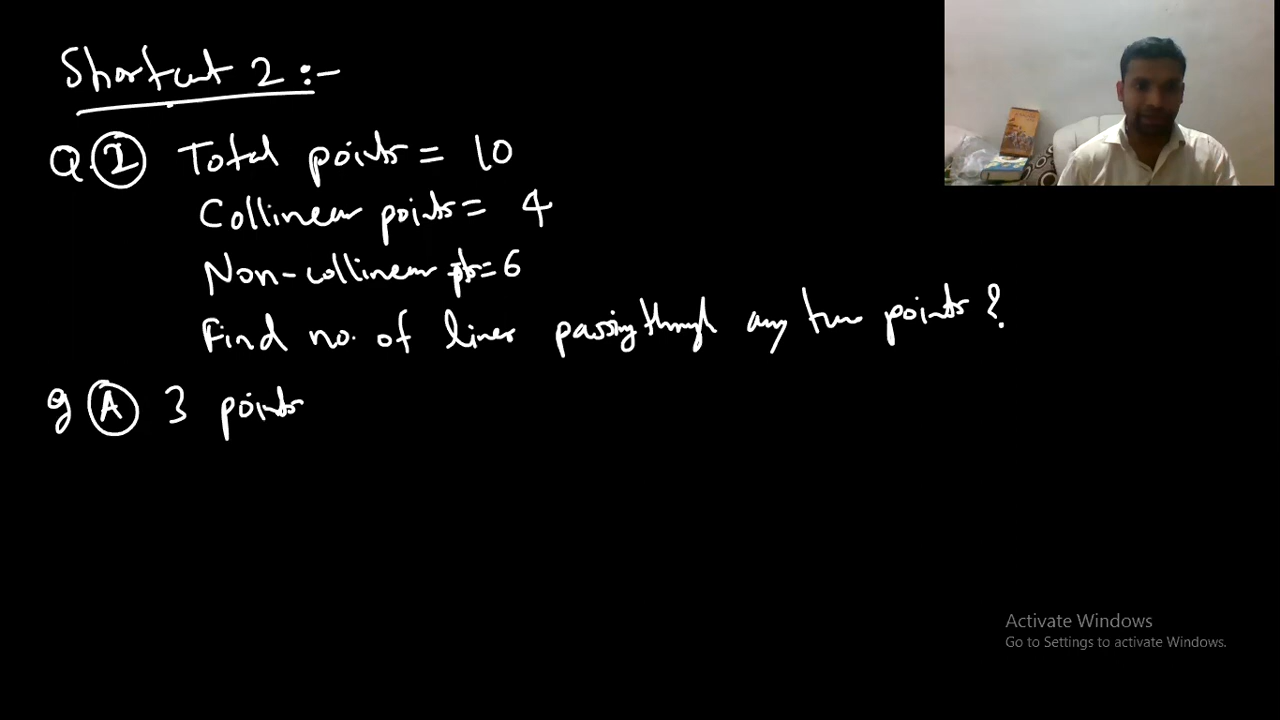 Shortcut 2 :-
Q. I Total points = 10
Collinear points = 4
Non-collinear pts = 6
Find no. of lines passing through any two points ?
g A 3 points
Activate Windows
Go to Settings to activate Windows.